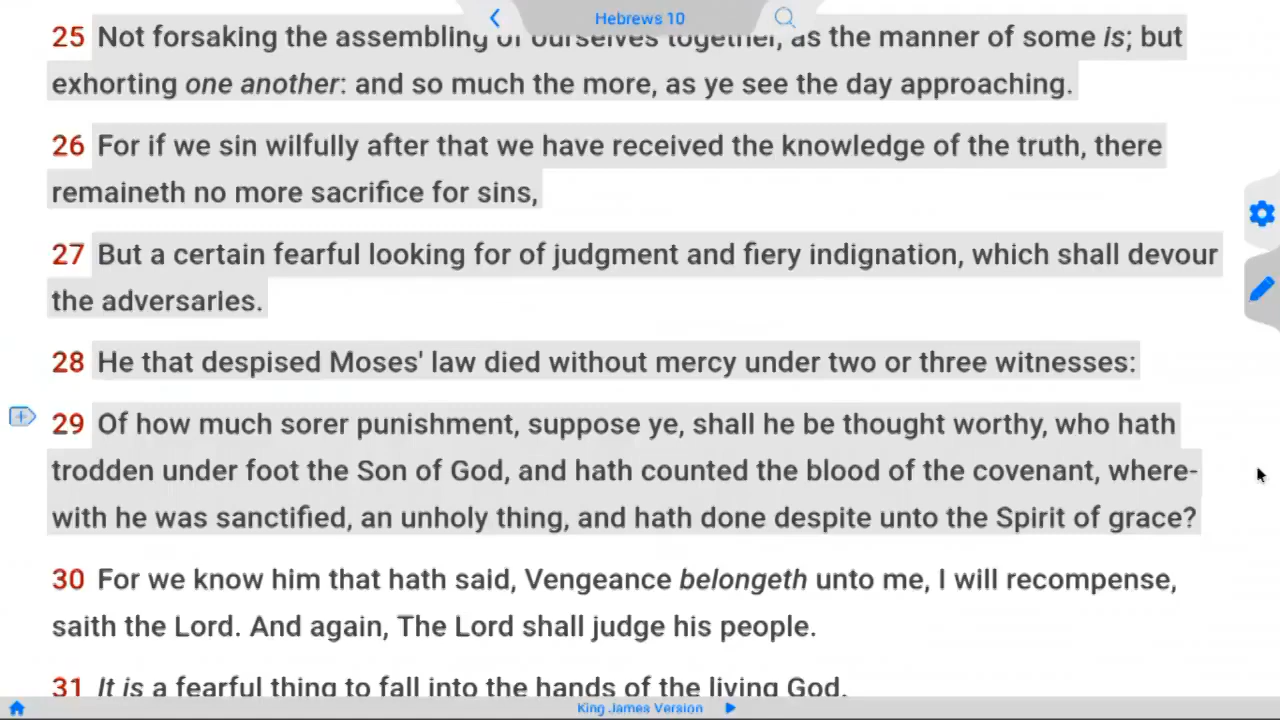 Hebrews 10
25 Not forsaking the assembling of ourselves together, as the manner of some is; but
exhorting one another: and so much the more, as ye see the day approaching.
26 For if we sin wilfully after that we have received the knowledge of the truth, there
remaineth no more sacrifice for sins,
27 But a certain fearful looking for of judgment and fiery indignation, which shall devour
the adversaries.
28 He that despised Moses' law died without mercy under two or three witnesses:
29 Of how much sorer punishment, suppose ye, shall he be thought worthy, who hath
trodden under foot the Son of God, and hath counted the blood of the covenant, where-
with he was sanctified, an unholy thing, and hath done despite unto the Spirit of grace?
30 For we know him that hath said, Vengeance belongeth unto me, I will recompense,
saith the Lord. And again, The Lord shall judge his people.
31 It is a fearful thing to fall into the hands of the living God.
King James Version